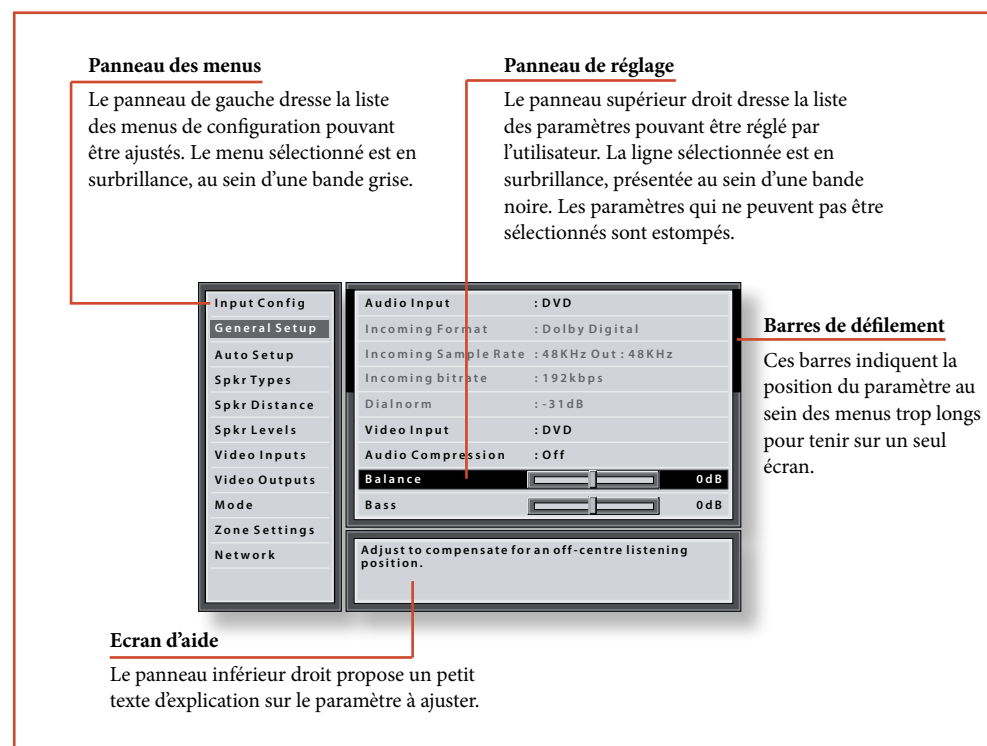 Panneau des menus
Le panneau de gauche dresse la liste
des menus de configuration pouvant
être ajustés. Le menu sélectionné est en
surbrillance, au sein d’une bande grise.
Panneau de réglage
Le panneau supérieur droit dresse la liste
des paramètres pouvant être réglé par
l’utilisateur. La ligne sélectionnée est en
surbrillance, présentée au sein d’une bande
noire. Les paramètres qui ne peuvent pas être
sélectionnés sont estompés.
Input Config
General Setup
Auto Setup
Spkr Types
Spkr Distance
Spkr Levels
Video Inputs
Video Outputs
Mode
Zone Settings
Network
Audio Input : DVD
Incoming Format : Dolby Digital
Incoming Sample Rate : 48KHz Out : 48KHz
Incoming bitrate : 192kbps
Dialnorm : -31dB
Video Input : DVD
Audio Compression : Off
Balance 0dB
Bass 0dB
Adjust to compensate for an off-centre listening
position.
Barres de défilement
Ces barres indiquent la
position du paramètre au
sein des menus trop longs
pour tenir sur un seul
écran.
Ecran d’aide
Le panneau inférieur droit propose un petit
texte d’explication sur le paramètre à ajuster.